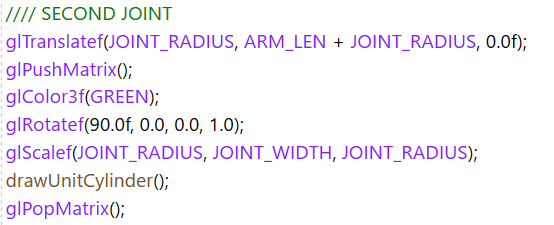 //// SECOND JOINT
glTranslatef(JOINT_RADIUS, ARM_LEN + JOINT_RADIUS, 0.0f);
glPushMatrix();
glColor3f(GREEN);
glRotatef(90.0f, 0.0, 0.0, 1.0);
glScalef(JOINT_RADIUS, JOINT_WIDTH, JOINT_RADIUS);
drawUnitCylinder();
glPopMatrix();